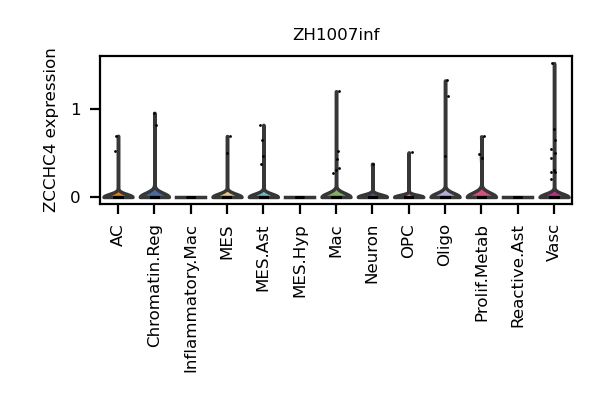 ZH1007inf
ZCCHC4 expression
1
0
AC
Chromatin.Reg
Inflammatory.Mac
MES
MES.Ast
MES.Hyp
Mac
Neuron
OPC
Oligo
Prolif.Metab
Reactive.Ast
Vasc